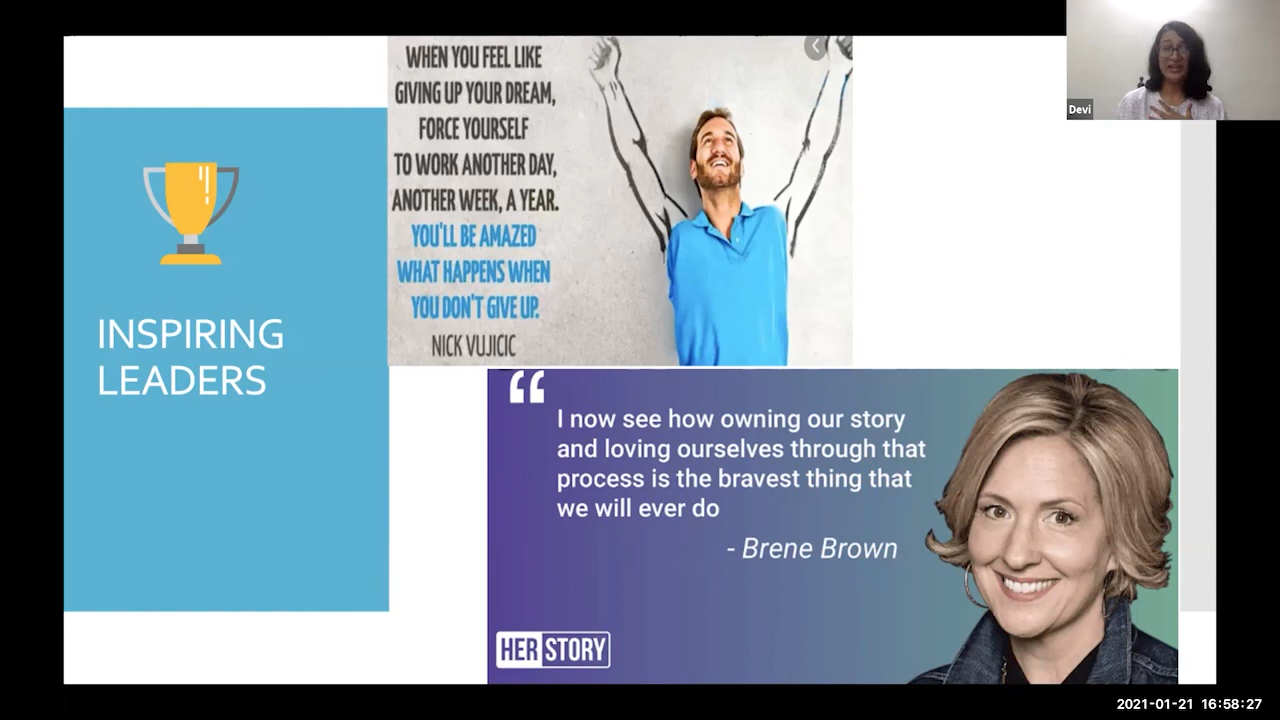 INSPIRING
LEADERS
WHEN YOU FEEL LIKE
GIVING UP YOUR DREAM,
FORCE YOURSELF
TO WORK ANOTHER DAY,
ANOTHER WEEK, A YEAR.
YOU'LL BE AMAZED
WHAT HAPPENS WHEN
YOU DON'T GIVE UP.
NICK VUJICIC
Devi
“
I now see how owning our story
and loving ourselves through that
process is the bravest thing that
we will ever do
- Brene Brown
HER STORY
2021-01-21 16:58:27